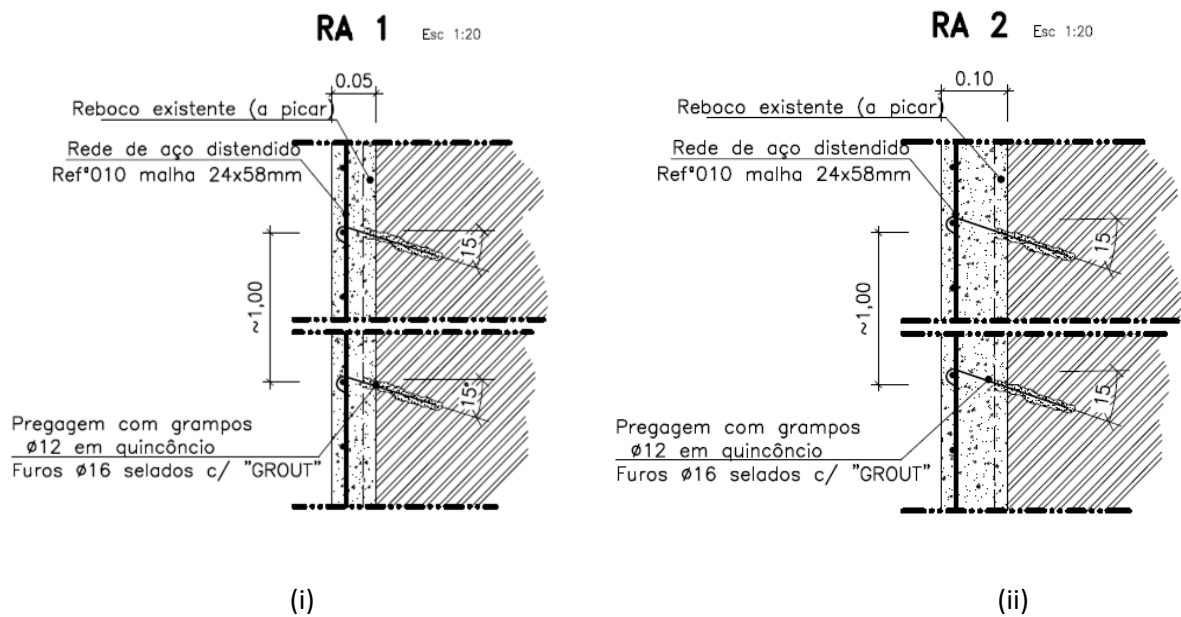 RA 1 Esc 1:20
0.05
Reboco existente (a picar)
Rede de aço distendido
Refª010 malha 24x58mm
15
~1,00
15°
Pregagem com grampos
ø12 em quincôncio
Furos ø16 selados c/ "GROUT"
(i)
RA 2 Esc 1:20
0.10
Reboco existente (a picar)
Rede de aço distendido
Refª010 malha 24x58mm
15
~1,00
15
Pregagem com grampos
ø12 em quincôncio
Furos ø16 selados c/ "GROUT"
(ii)